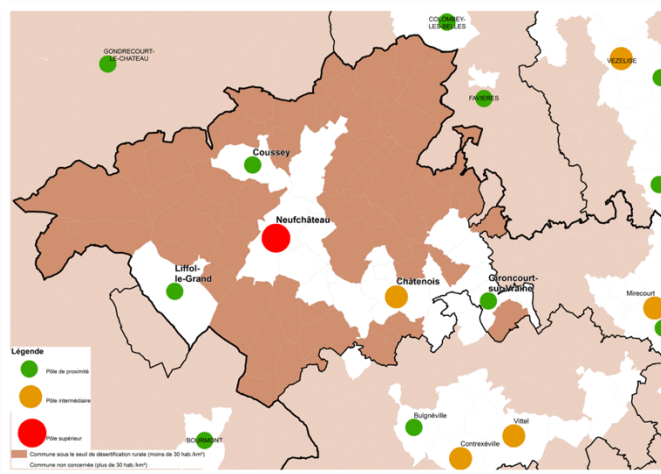 COLOMBEY-
LES-BELLES
GONDRECOURT-
LE-CHATEAU
VEZELISE
FAVIERES
Coussey
Neufchâteau
Liffol-
le-Grand
Châtenois
Gironcourt-
sur-Vraine
Mirecourt
Légende
Pôle de proximité
Pôle intermédiaire
Pôle supérieur
Bulgnéville
Vittel
Contrexéville
BOURMONT
Commune sous le seuil de désertification rurale (moins de 30 hab./km²)
Commune non concernée (plus de 30 hab./km²)